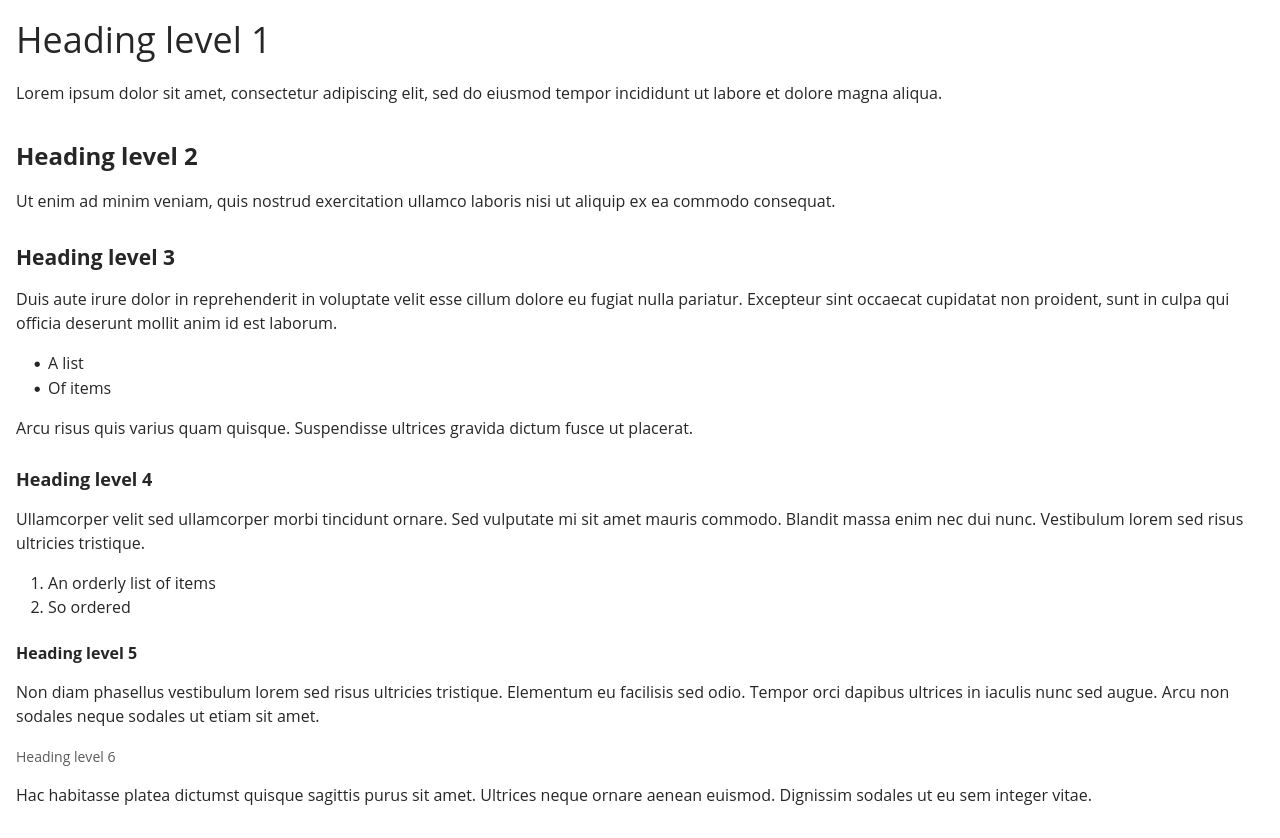 Heading level 1
Lorem ipsum dolor sit amet, consectetur adipiscing elit, sed do eiusmod tempor incididunt ut labore et dolore magna aliqua.
Heading level 2
Ut enim ad minim veniam, quis nostrud exercitation ullamco laboris nisi ut aliquip ex ea commodo consequat.
Heading level 3
Duis aute irure dolor in reprehenderit in voluptate velit esse cillum dolore eu fugiat nulla pariatur. Excepteur sint occaecat cupidatat non proident, sunt in culpa qui
officia deserunt mollit anim id est laborum.
• A list
• Of items
Arcu risus quis varius quam quisque. Suspendisse ultrices gravida dictum fusce ut placerat.
Heading level 4
Ullamcorper velit sed ullamcorper morbi tincidunt ornare. Sed vulputate mi sit amet mauris commodo. Blandit massa enim nec dui nunc. Vestibulum lorem sed risus
ultricies tristique.
1. An orderly list of items
2. So ordered
Heading level 5
Non diam phasellus vestibulum lorem sed risus ultricies tristique. Elementum eu facilisis sed odio. Tempor orci dapibus ultrices in iaculis nunc sed augue. Arcu non
sodales neque sodales ut etiam sit amet.
Heading level 6
Hac habitasse platea dictumst quisque sagittis purus sit amet. Ultrices neque ornare aenean euismod. Dignissim sodales ut eu sem integer vitae.